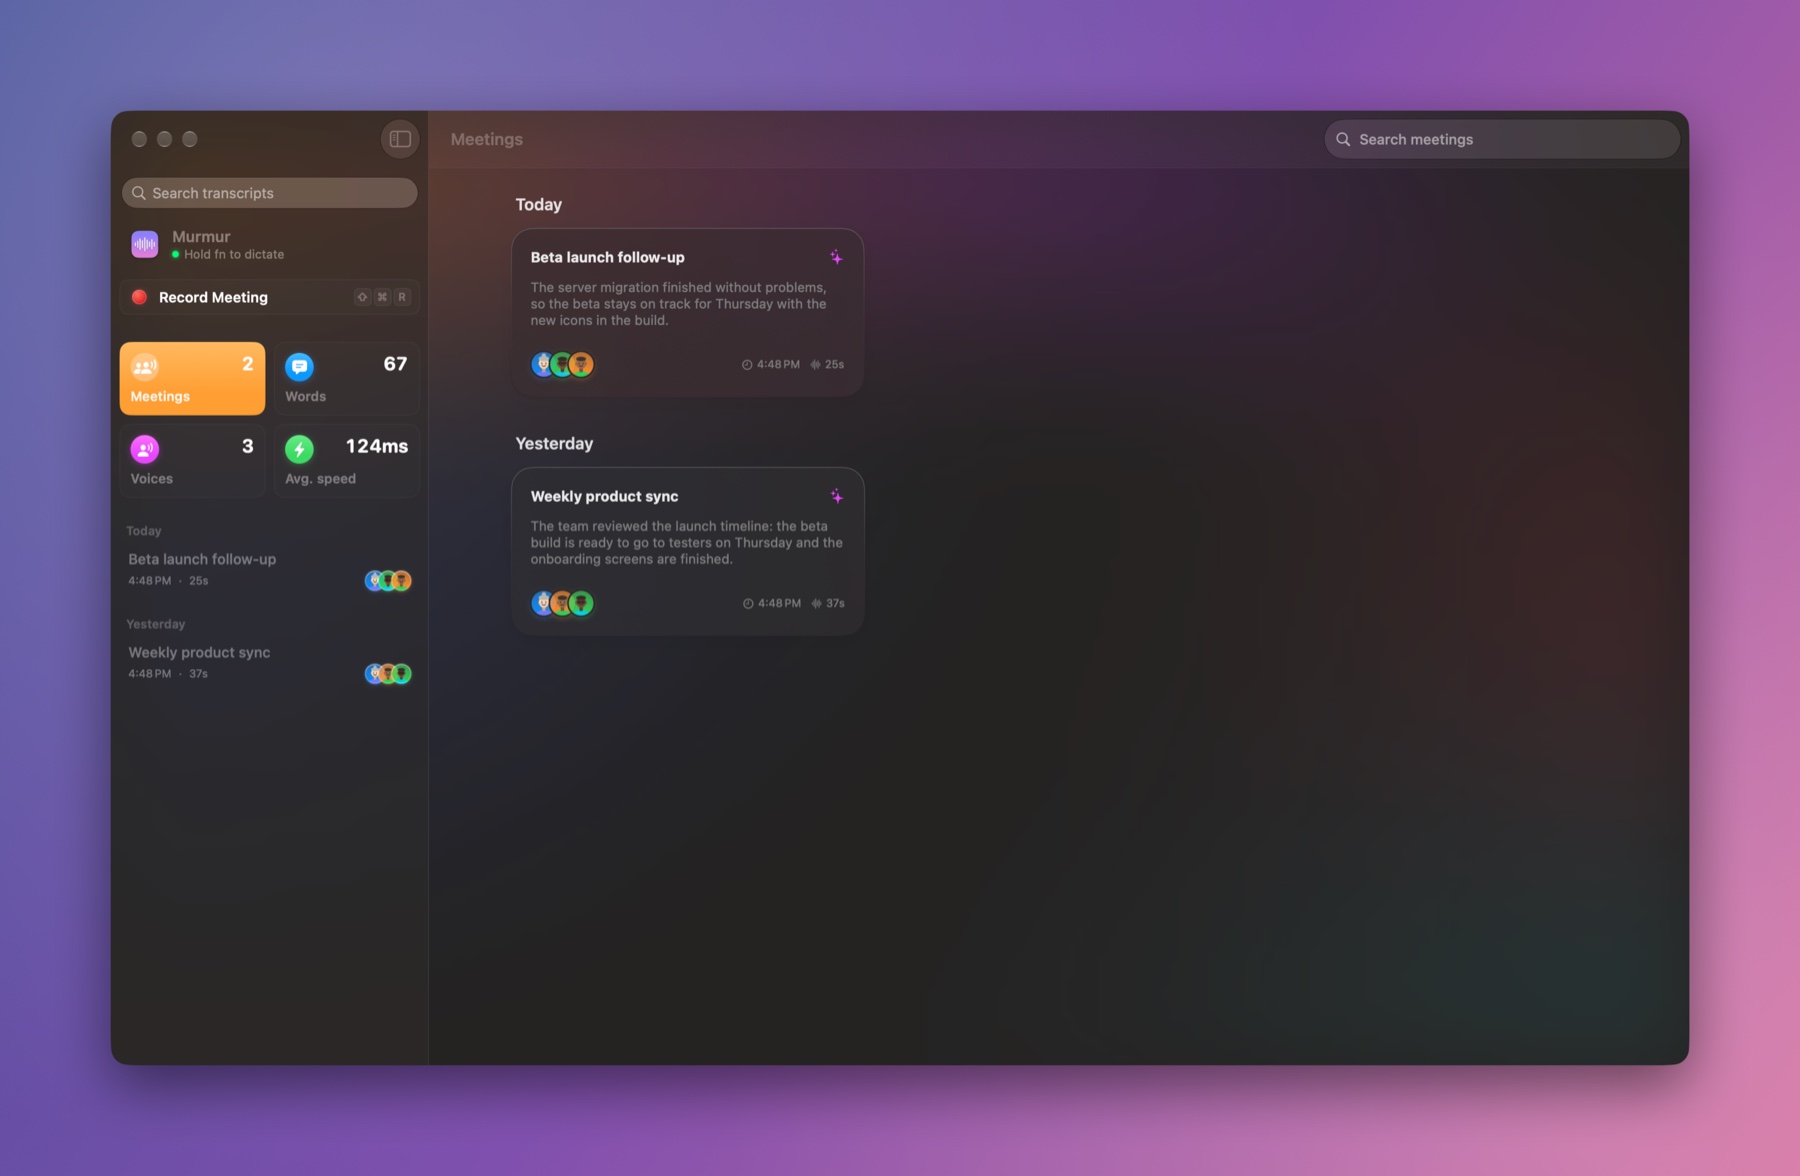 Search transcripts
Murmur
Hold fn to dictate
Record Meeting
⇧ ⌘ R
2
Meetings
67
Words
3
Voices
124ms
Avg. speed
Today
Beta launch follow-up
4:48 PM · 25s
Yesterday
Weekly product sync
4:48 PM · 37s
Meetings
Search meetings
Today
Beta launch follow-up
The server migration finished without problems,
so the beta stays on track for Thursday with the
new icons in the build.
4:48 PM 25s
Yesterday
Weekly product sync
The team reviewed the launch timeline: the beta
build is ready to go to testers on Thursday and the
onboarding screens are finished.
4:48 PM 37s